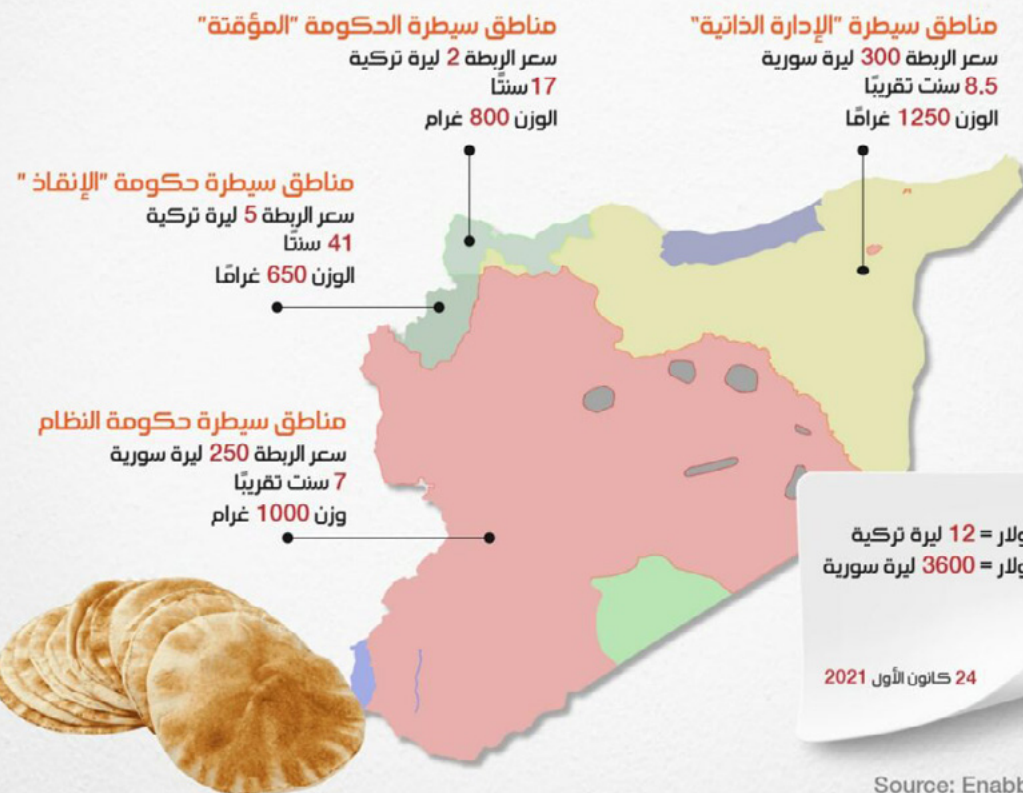 مناطق سيطرة "الإدارة الذاتية"
سعر الربطة 300 ليرة سورية
8.5 سنت تقريبًا
الوزن 1250 غرامًا
مناطق سيطرة الحكومة "المؤقتة"
سعر الربطة 2 ليرة تركية
17 سنتًا
الوزن 800 غرام
مناطق سيطرة حكومة "الإنقاذ "
سعر الربطة 5 ليرة تركية
41 سنتًا
الوزن 650 غرامًا
مناطق سيطرة حكومة النظام
سعر الربطة 250 ليرة سورية
7 سنت تقريبًا
وزن 1000 غرام
= 12 ليرة تركية
= 3600 ليرة سورية
24 كانون الأول 2021
Source: